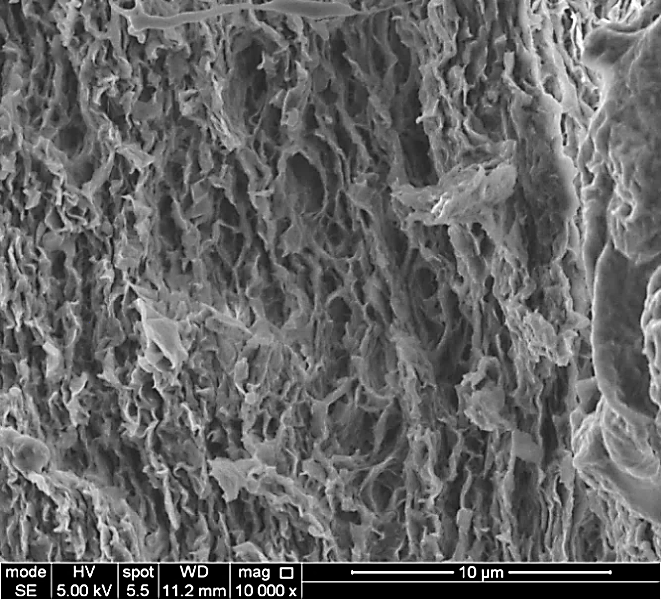 mode HV spot WD mag □ 10 µm
SE 5.00 kV 5.5 11.2 mm 10 000 x